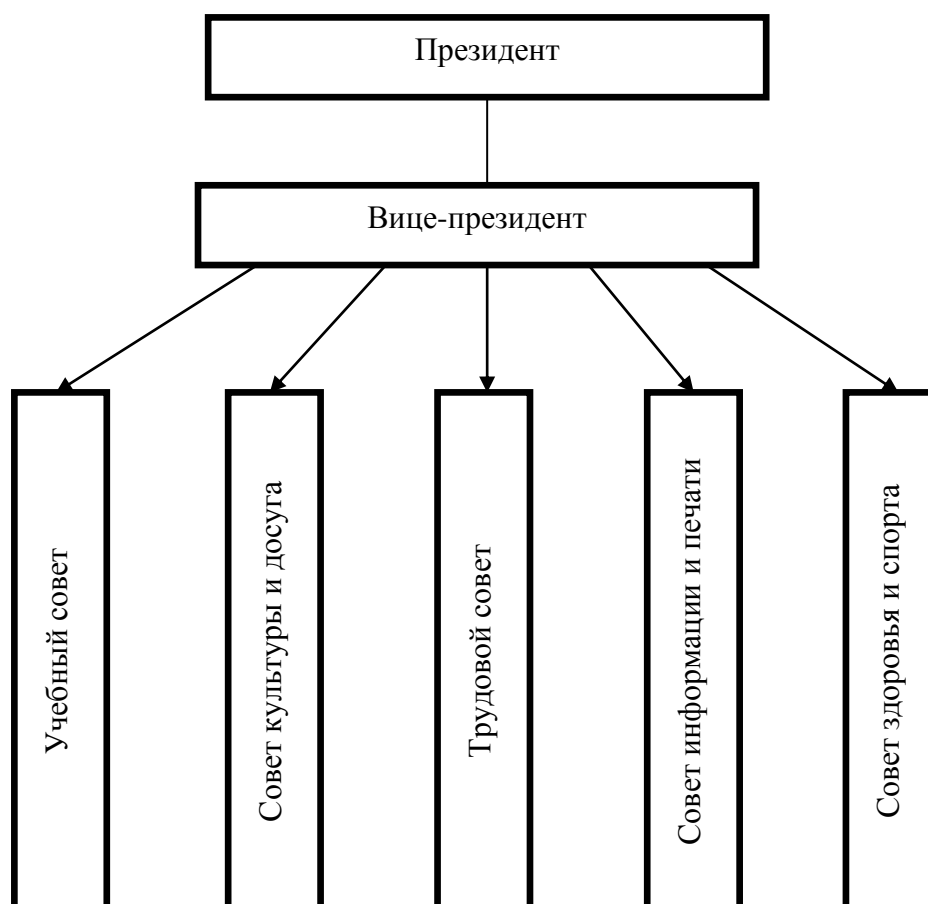 Президент
Вице-президент
Учебный совет
Совет культуры и досуга
Трудовой совет
Совет информации и печати
Совет здоровья и спорта